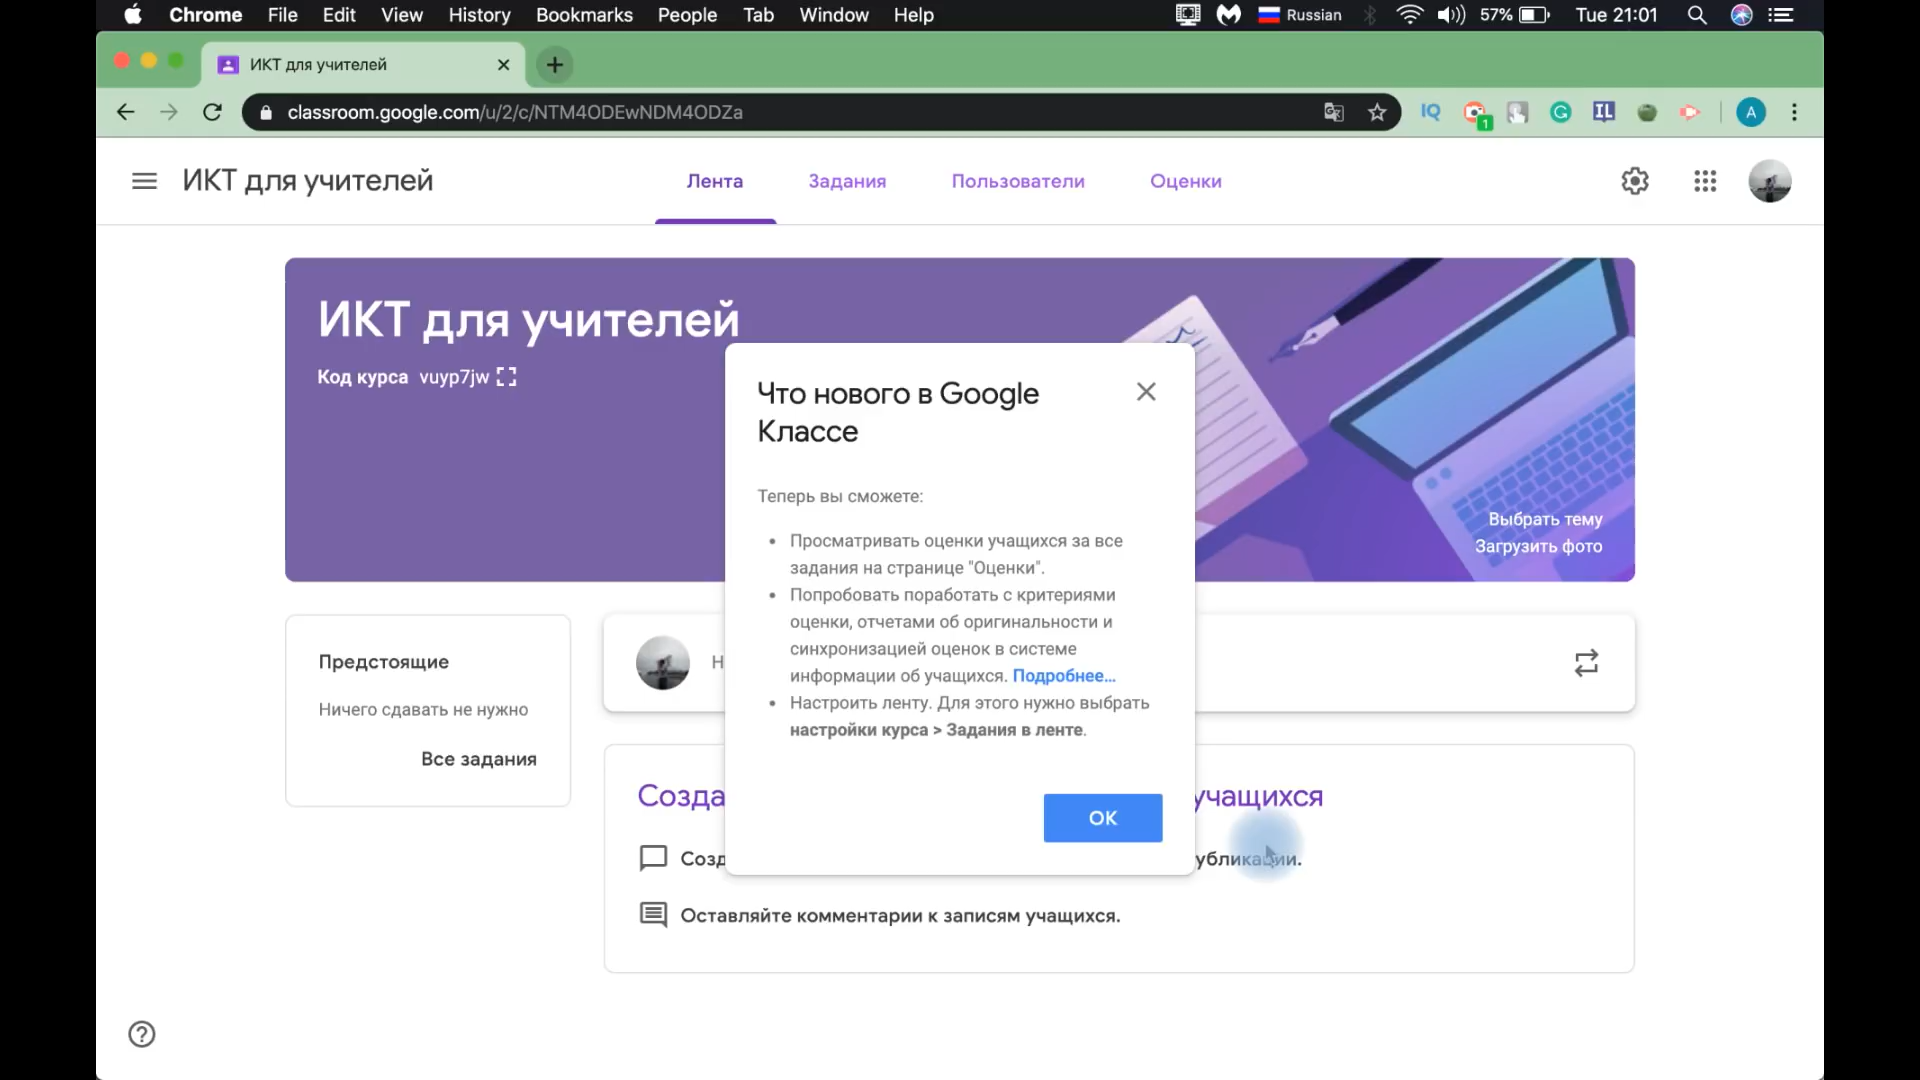 Chrome File Edit View History Bookmarks People Tab Window Help Russian 57% Tue 21:01
ИКТ для учителей
classroom.google.com/u/2/c/NTM4ODEwNDM4ODZa IQ 1 G IL A
ИКТ для учителей Лента Задания Пользователи Оценки
ИКТ для учителей
Код курса vuyp7jw
Выбрать тему
Загрузить фото
Что нового в Google
Классе
Теперь вы сможете:
• Просматривать оценки учащихся за все
задания на странице "Оценки".
• Попробовать поработать с критериями
оценки, отчетами об оригинальности и
синхронизацией оценок в системе
информации об учащихся. Подробнее...
• Настроить ленту. Для этого нужно выбрать
настройки курса > Задания в ленте.
OK
Предстоящие
Ничего сдавать не нужно
Все задания
Н
Созда учащихся
Созд убликации.
Оставляйте комментарии к записям учащихся.